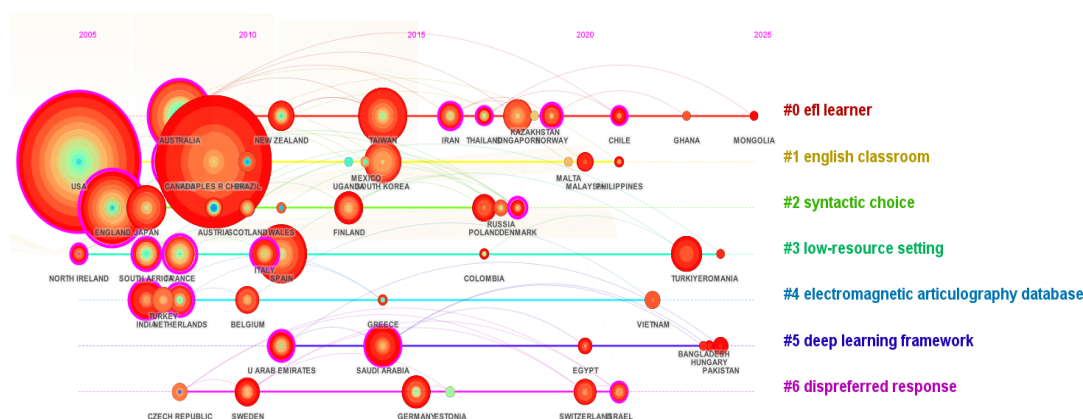 2005 2010 2015 2020 2025
#0 efl learner
AUSTRALIA NEW ZEALAND TAIWAN IRAN THAILAND KAZAKHSTAN NORWAY CHILE GHANA MONGOLIA
#1 english classroom
USA BRAZIL UGANDA MEXICO SOUTH KOREA MALTA MALAYSIA PHILIPPINES
#2 syntactic choice
ENGLAND JAPAN AUSTRIA SCOTLAND WALES FINLAND RUSSIA POLAND DENMARK
#3 low-resource setting
NORTH IRELAND SOUTH AFRICA FRANCE ITALY SPAIN COLOMBIA TURKIYE ROMANIA
#4 electromagnetic articulography database
INDIA TURKEY NETHERLANDS BELGIUM GREECE VIETNAM
#5 deep learning framework
U ARAB EMIRATES SAUDI ARABIA EGYPT BANGLADESH HUNGARY PAKISTAN
#6 dispreferred response
CZECH REPUBLIC SWEDEN GERMANY ESTONIA SWITZERLAND ISRAEL